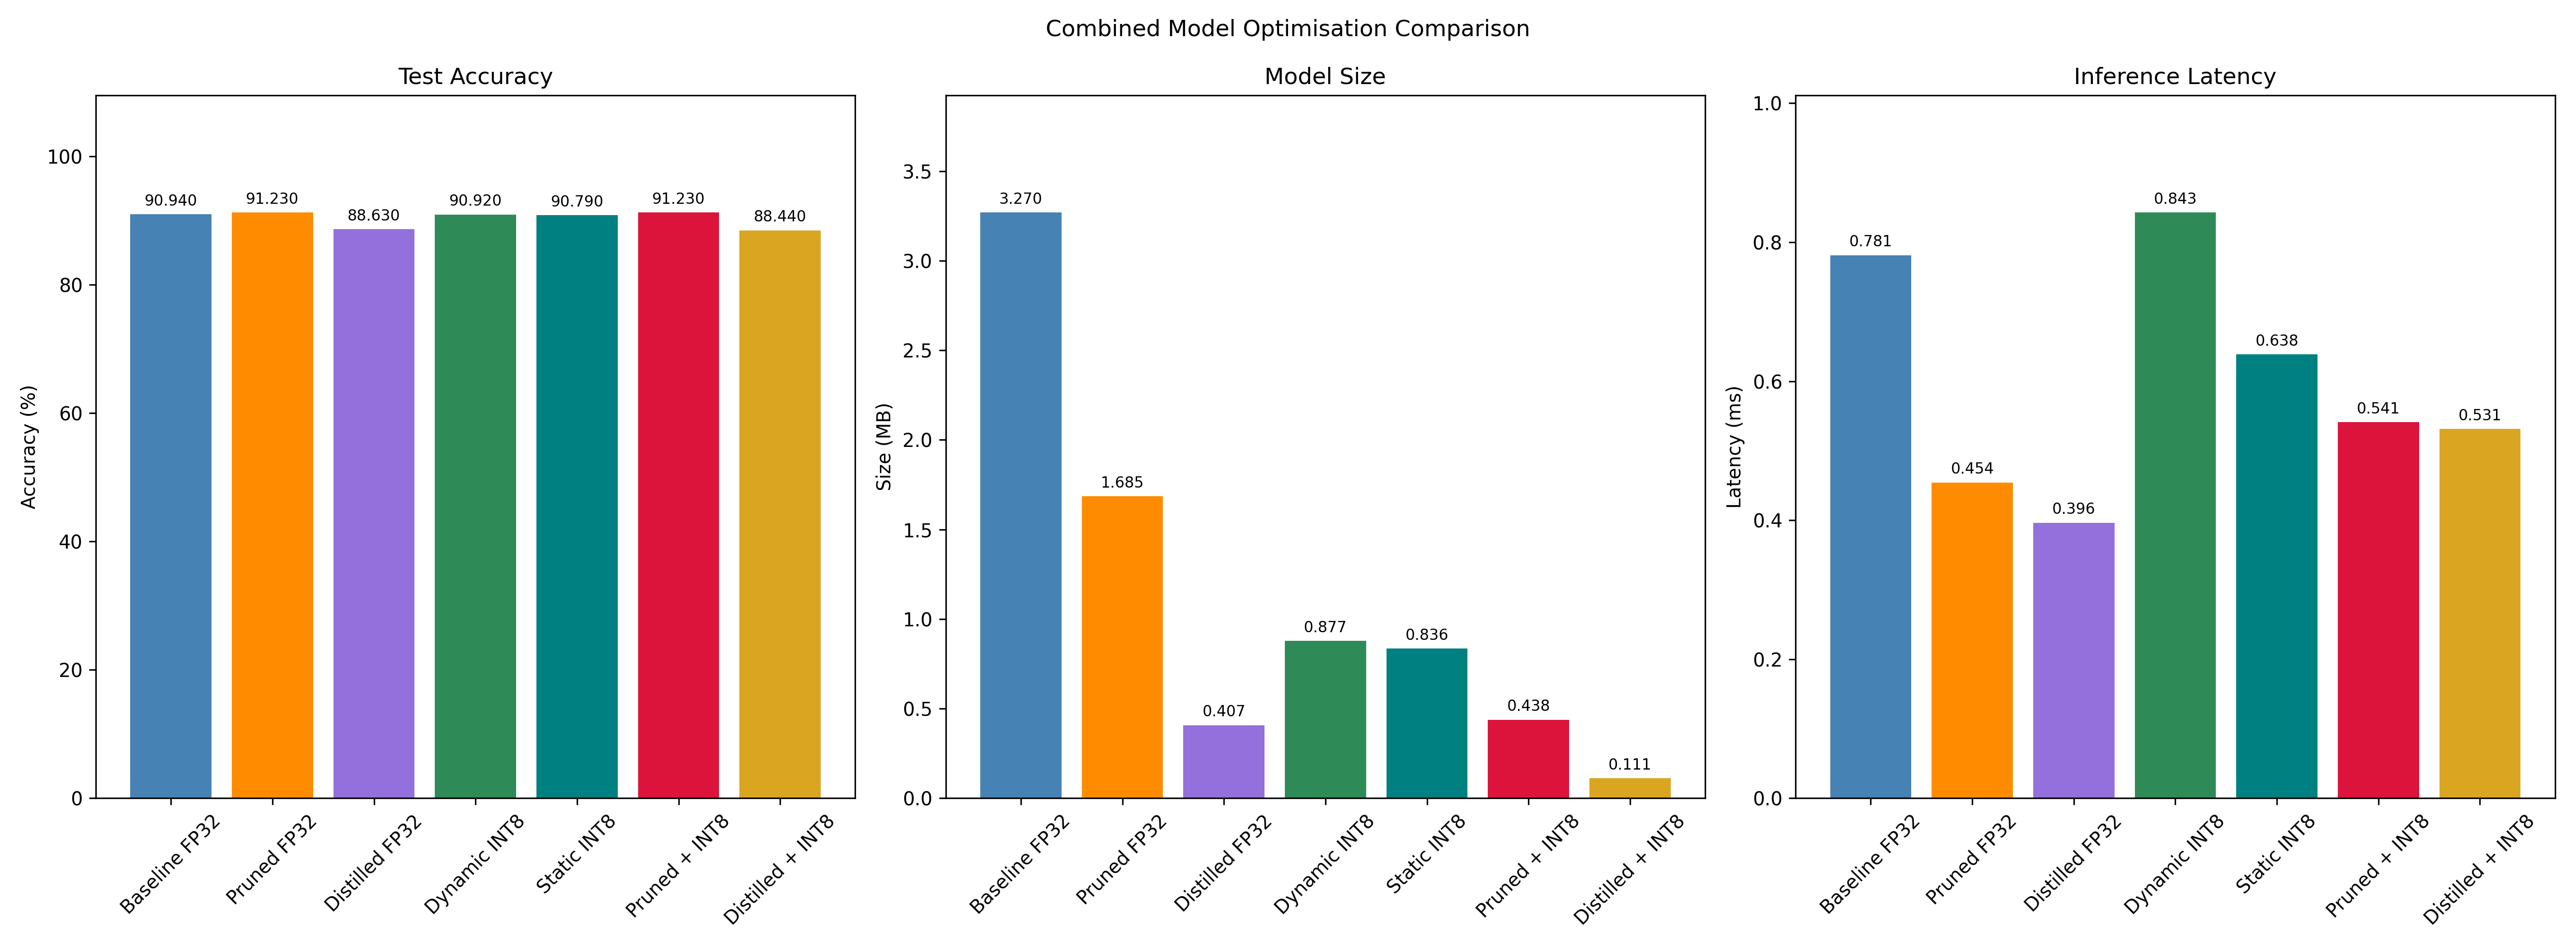 Combined Model Optimisation Comparison
Test Accuracy
Accuracy (%)
100
80
60
40
20
0
90.940
91.230
88.630
90.920
90.790
91.230
88.440
Baseline FP32
Pruned FP32
Distilled FP32
Dynamic INT8
Static INT8
Pruned + INT8
Distilled + INT8
Model Size
Size (MB)
3.5
3.0
2.5
2.0
1.5
1.0
0.5
0.0
3.270
1.685
0.407
0.877
0.836
0.438
0.111
Baseline FP32
Pruned FP32
Distilled FP32
Dynamic INT8
Static INT8
Pruned + INT8
Distilled + INT8
Inference Latency
Latency (ms)
1.0
0.8
0.6
0.4
0.2
0.0
0.781
0.454
0.396
0.843
0.638
0.541
0.531
Baseline FP32
Pruned FP32
Distilled FP32
Dynamic INT8
Static INT8
Pruned + INT8
Distilled + INT8